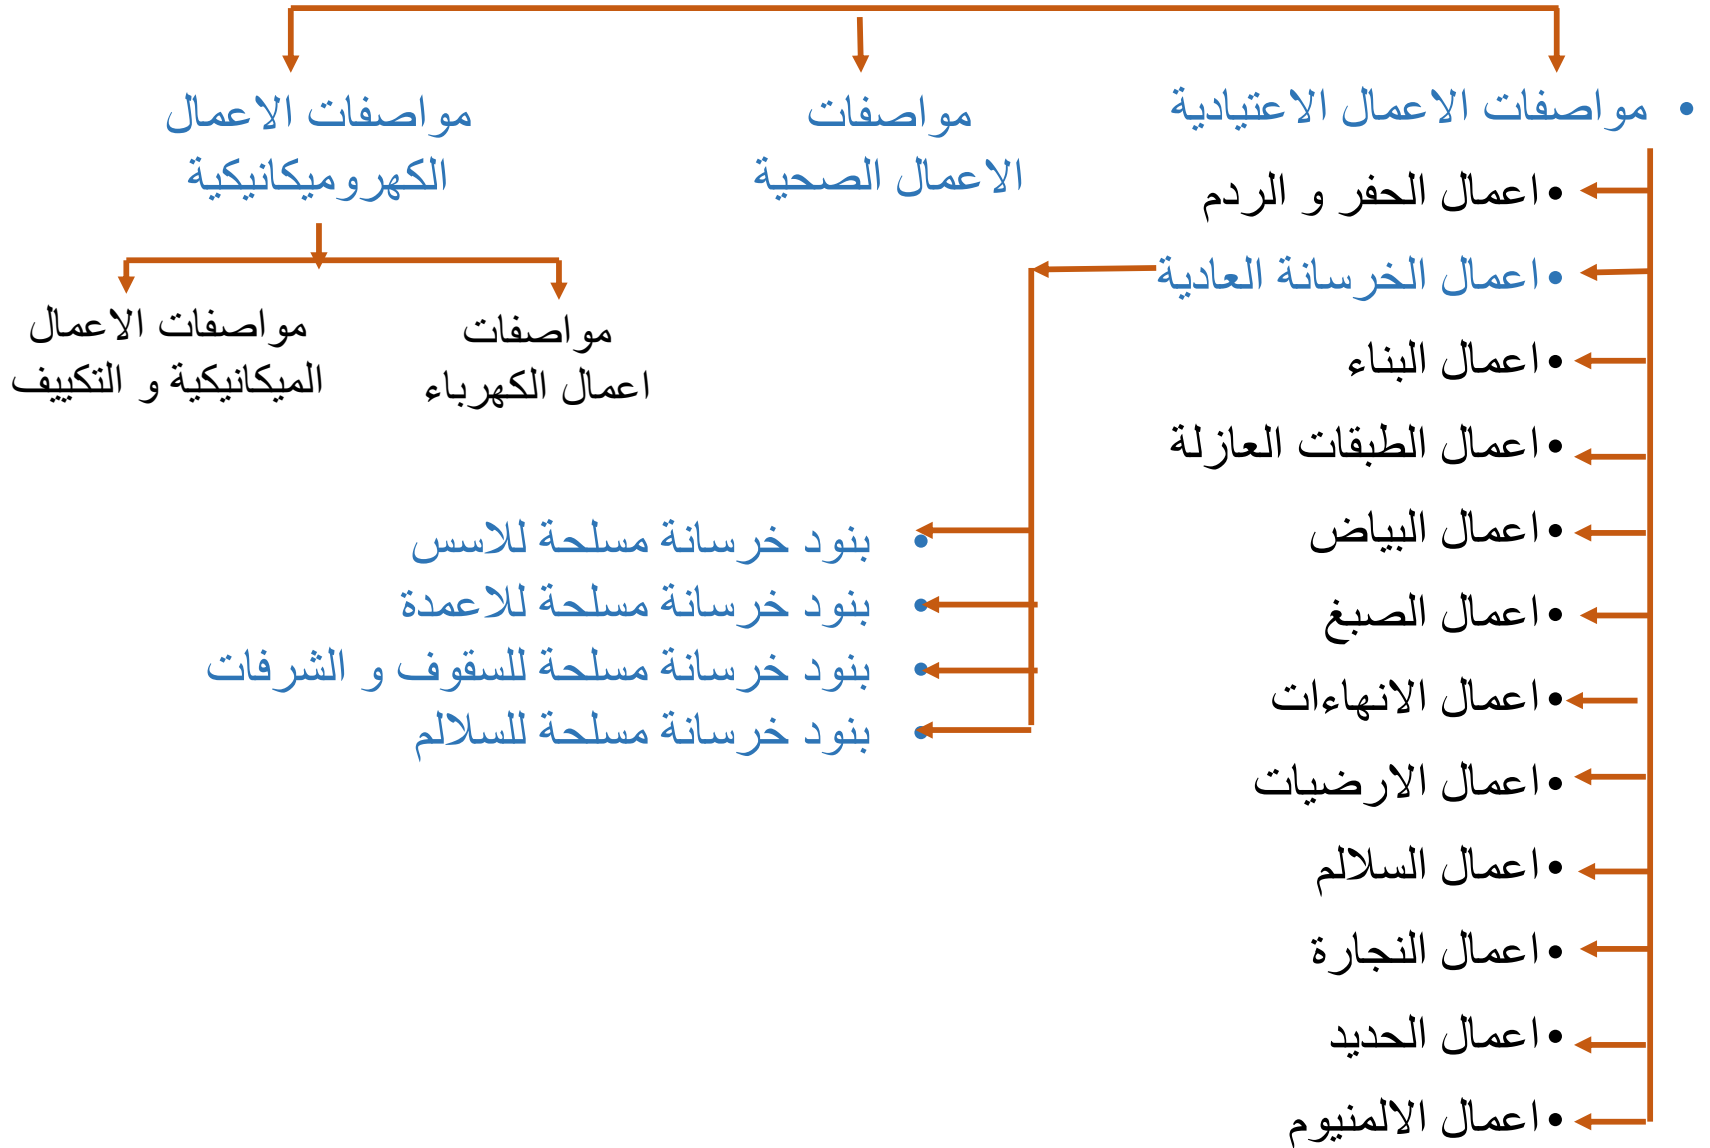 • مواصفات الاعمال الاعتيادية
• اعمال الحفر و الردم
• اعمال الخرسانة العادية
• اعمال البناء
• اعمال الطبقات العازلة
• اعمال البياض
• اعمال الصبغ
• اعمال الانهاءات
• اعمال الارضيات
• اعمال السلالم
• اعمال النجارة
• اعمال الحديد
• اعمال الالمنيوم
مواصفات
الاعمال الصحية
مواصفات الاعمال
الكهروميكانيكية
مواصفات
اعمال الكهرباء
مواصفات الاعمال
الميكانيكية و التكييف
• بنود خرسانة مسلحة للاسس
• بنود خرسانة مسلحة للاعمدة
• بنود خرسانة مسلحة للسقوف و الشرفات
• بنود خرسانة مسلحة للسلالم